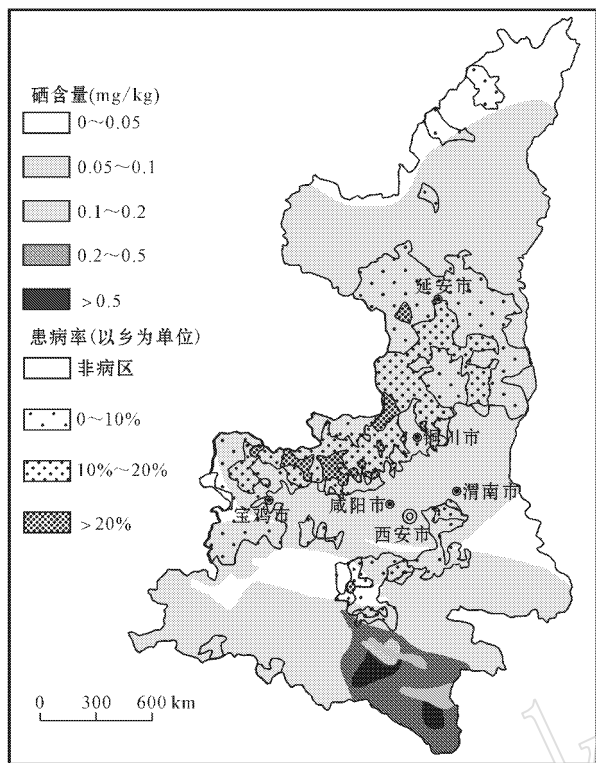 硒含量(mg/kg)
0～0.05
0.05～0.1
0.1～0.2
0.2～0.5
>0.5
患病率(以乡为单位)
非病区
0～10%
10%～20%
>20%
延安市
铜川市
渭南市
咸阳市
宝鸡市
西安市
0 300 600 km